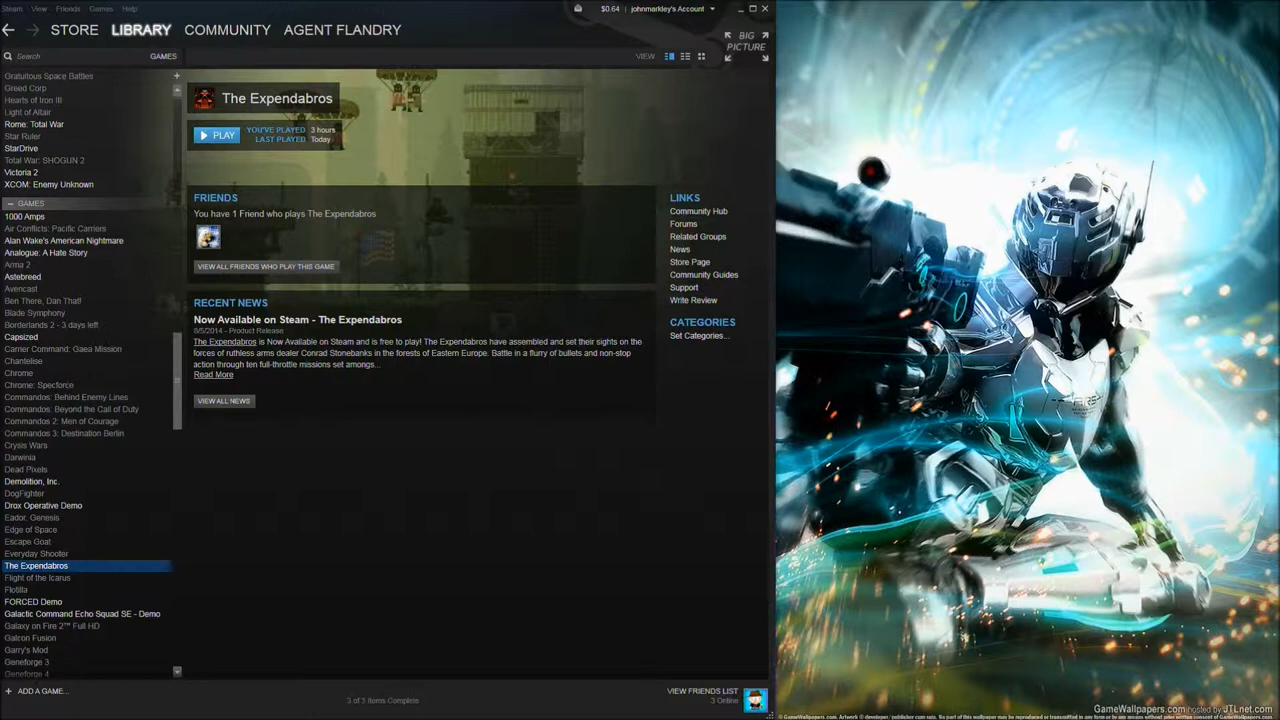 Steam View Friends Games Help
$0.64 johnmarkley's Account
STORE LIBRARY COMMUNITY AGENT FLANDRY
BIG PICTURE
Search GAMES
VIEW
Gratuitous Space Battles
Greed Corp
Hearts of Iron III
Light of Altair
Rome: Total War
Star Ruler
StarDrive
Total War: SHOGUN 2
Victoria 2
XCOM: Enemy Unknown
GAMES
1000 Amps
Air Conflicts: Pacific Carriers
Alan Wake's American Nightmare
Analogue: A Hate Story
Arma 2
Astebreed
Avencast
Ben There, Dan That!
Blade Symphony
Borderlands 2 - 3 days left
Capsized
Carrier Command: Gaea Mission
Chantelise
Chrome
Chrome: Specforce
Commandos: Behind Enemy Lines
Commandos: Beyond the Call of Duty
Commandos 2: Men of Courage
Commandos 3: Destination Berlin
Crysis Wars
Darwinia
Dead Pixels
Demolition, Inc.
DogFighter
Drox Operative Demo
Eador. Genesis
Edge of Space
Escape Goat
Everyday Shooter
The Expendabros
Flight of the Icarus
Flotilla
FORCED Demo
Galactic Command Echo Squad SE - Demo
Galaxy on Fire 2™ Full HD
Galcon Fusion
Garry's Mod
Geneforge 3
Geneforge 4
ADD A GAME...
The Expendabros
PLAY
YOU'VE PLAYED 3 hours
LAST PLAYED Today
FRIENDS
You have 1 Friend who plays The Expendabros
VIEW ALL FRIENDS WHO PLAY THIS GAME
RECENT NEWS
Now Available on Steam - The Expendabros
8/5/2014 - Product Release
The Expendabros is Now Available on Steam and is free to play! The Expendabros have assembled and set their sights on the
forces of ruthless arms dealer Conrad Stonebanks in the forests of Eastern Europe. Battle in a flurry of bullets and non-stop
action through ten full-throttle missions set amongs...
Read More
VIEW ALL NEWS
LINKS
Community Hub
Forums
Related Groups
News
Store Page
Community Guides
Support
Write Review
CATEGORIES
Set Categories...
3 of 3 Items Complete
VIEW FRIENDS LIST
3 Online
GameWallpapers.com hosted by JTLnet.com